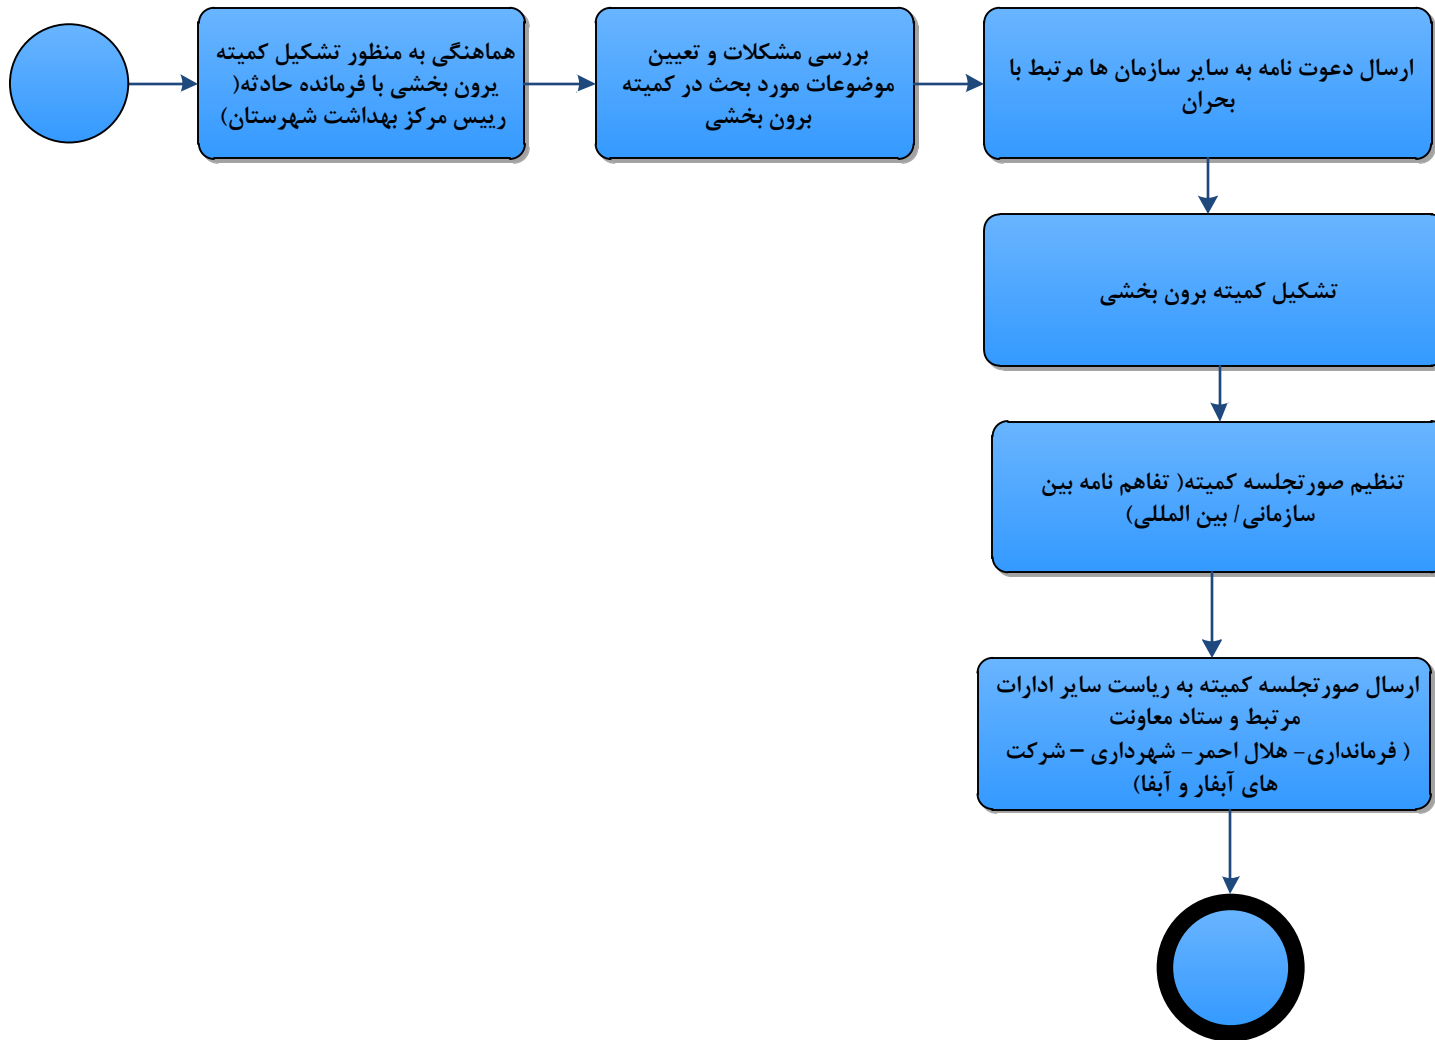 هماهنگی به منظور تشکیل کمیته
یرون بخشی با فرمانده حادثه(
رییس مرکز بهداشت شهرستان)
بررسی مشکلات و تعیین
موضوعات مورد بحث در کمیته
برون بخشی
ارسال دعوت نامه به سایر سازمان ها مرتبط با
بحران
تشکیل کمیته برون بخشی
تنظیم صورتجلسه کمیته( تفاهم نامه بین
سازمانی/ بین المللی)
ارسال صورتجلسه کمیته به ریاست سایر ادارات
مرتبط و ستاد معاونت
( فرمانداری- هلال احمر- شهرداری – شرکت
های آبفار و آبفا)